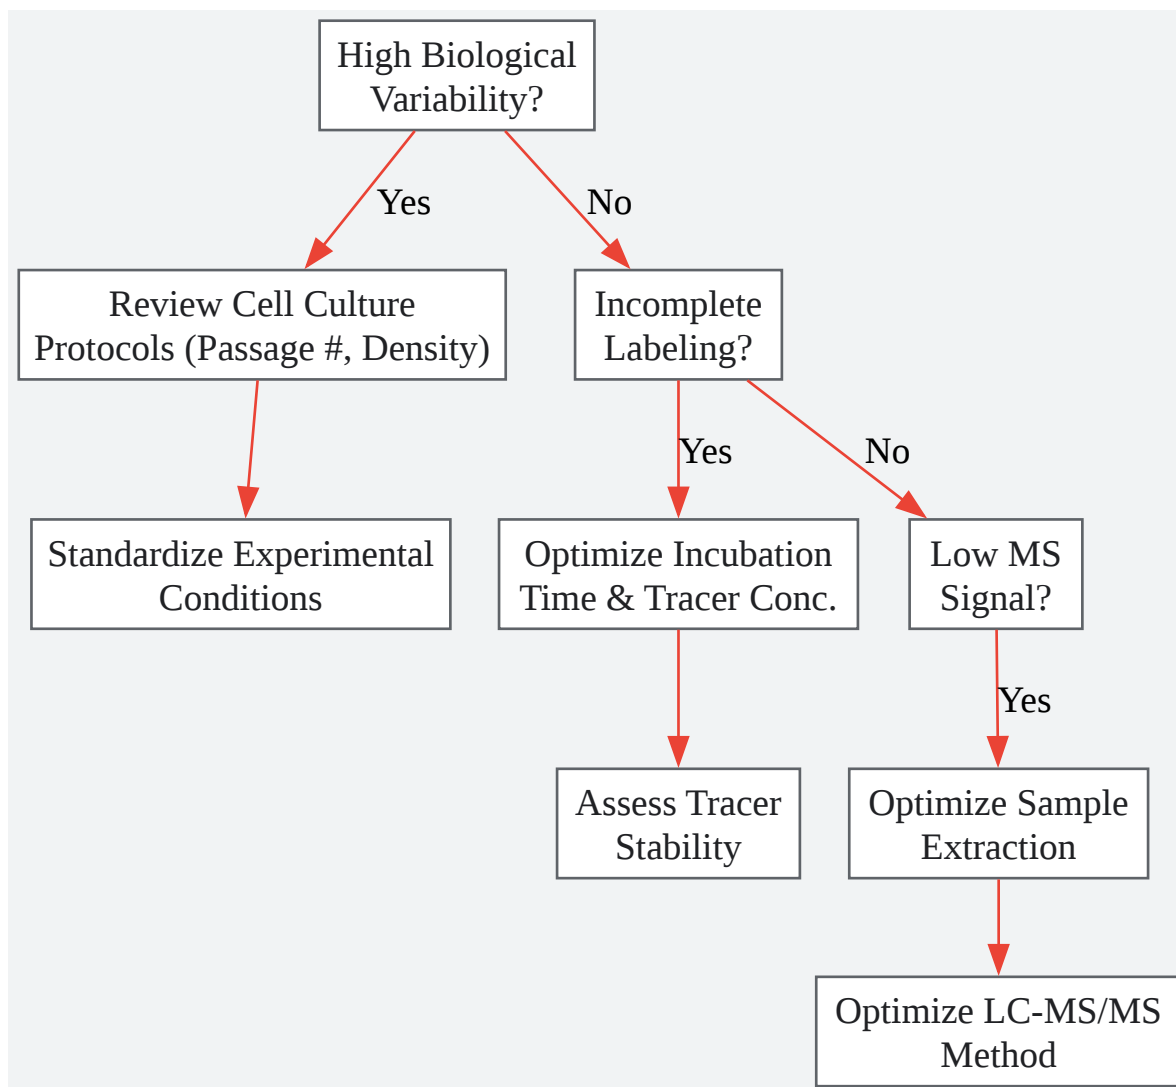 High Biological
Variability?
Yes
No
Review Cell Culture
Protocols (Passage #, Density)
Incomplete
Labeling?
Yes
No
Standardize Experimental
Conditions
Optimize Incubation
Time & Tracer Conc.
Low MS
Signal?
Yes
Assess Tracer
Stability
Optimize Sample
Extraction
Optimize LC-MS/MS
Method